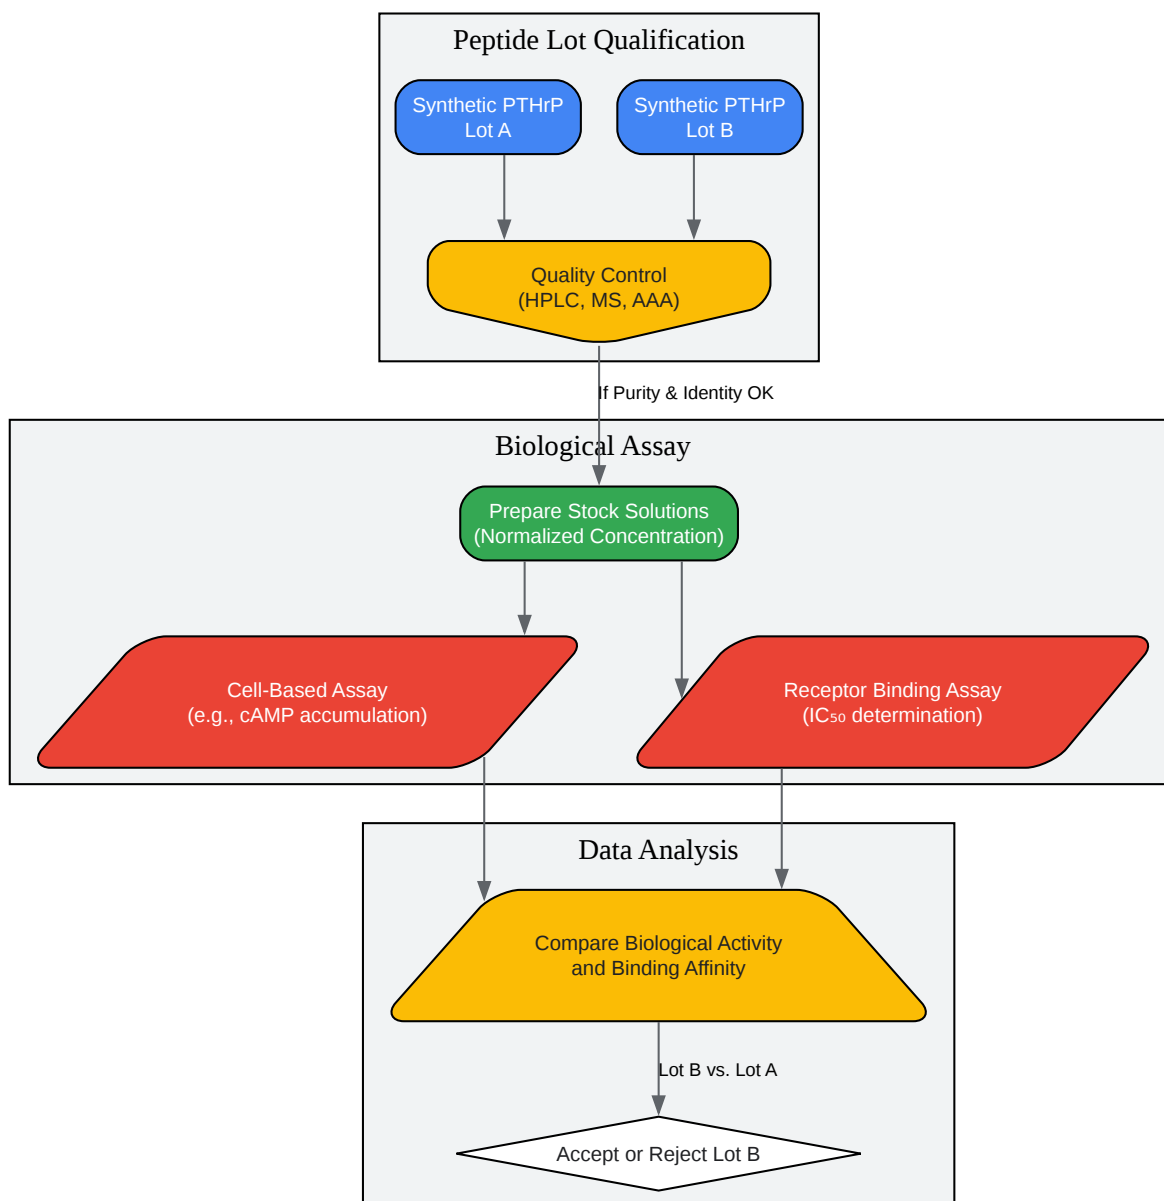 Peptide Lot Qualification
Synthetic PTHrP
Lot A
Synthetic PTHrP
Lot B
Quality Control
(HPLC, MS, AAA)
If Purity & Identity OK
Biological Assay
Prepare Stock Solutions
(Normalized Concentration)
Cell-Based Assay
(e.g., cAMP accumulation)
Receptor Binding Assay
(IC₅₀ determination)
Data Analysis
Compare Biological Activity
and Binding Affinity
Lot B vs. Lot A
Accept or Reject Lot B